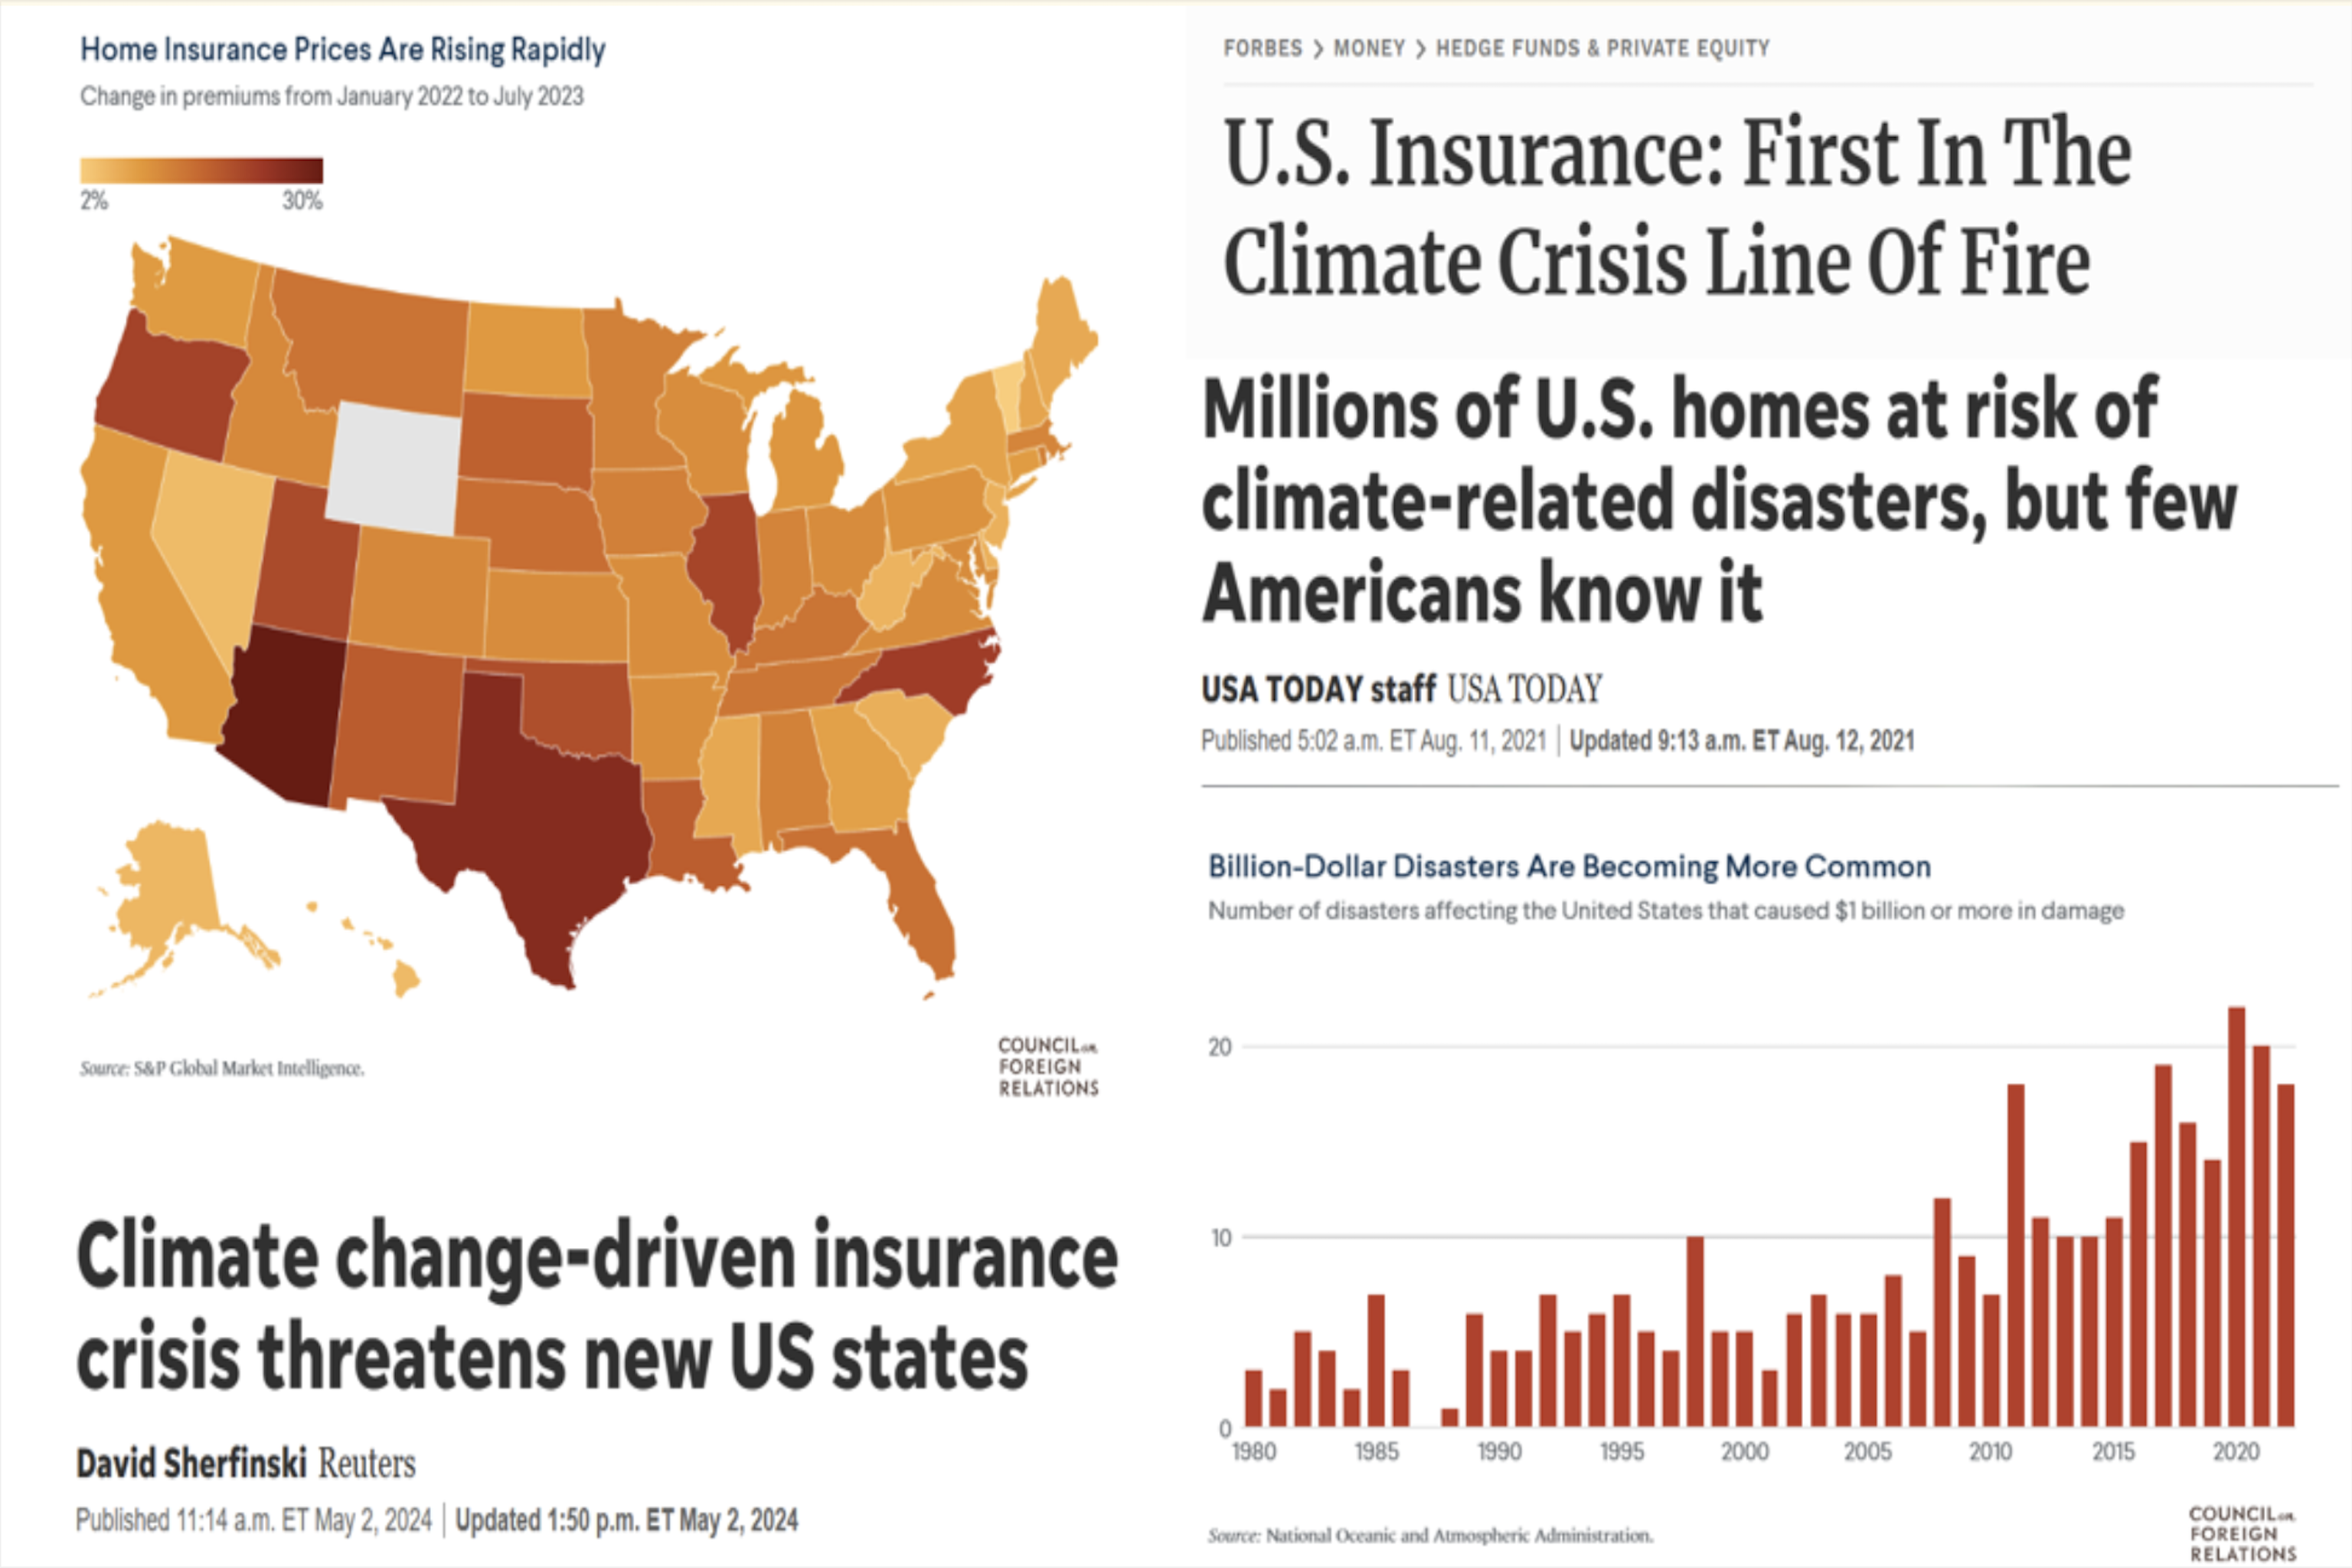 Home Insurance Prices Are Rising Rapidly
Change in premiums from January 2022 to July 2023
2% 30%
Source: S&P Global Market Intelligence.
COUNCIL on
FOREIGN
RELATIONS
Climate change-driven insurance
crisis threatens new US states
David Sherfinski Reuters
Published 11:14 a.m. ET May 2, 2024 | Updated 1:50 p.m. ET May 2, 2024
FORBES > MONEY > HEDGE FUNDS & PRIVATE EQUITY
U.S. Insurance: First In The
Climate Crisis Line Of Fire
Millions of U.S. homes at risk of
climate-related disasters, but few
Americans know it
USA TODAY staff USA TODAY
Published 5:02 a.m. ET Aug. 11, 2021 | Updated 9:13 a.m. ET Aug. 12, 2021
Billion-Dollar Disasters Are Becoming More Common
Number of disasters affecting the United States that caused $1 billion or more in damage
20
10
0
1980 1985 1990 1995 2000 2005 2010 2015 2020
Source: National Oceanic and Atmospheric Administration.
COUNCIL on
FOREIGN
RELATIONS